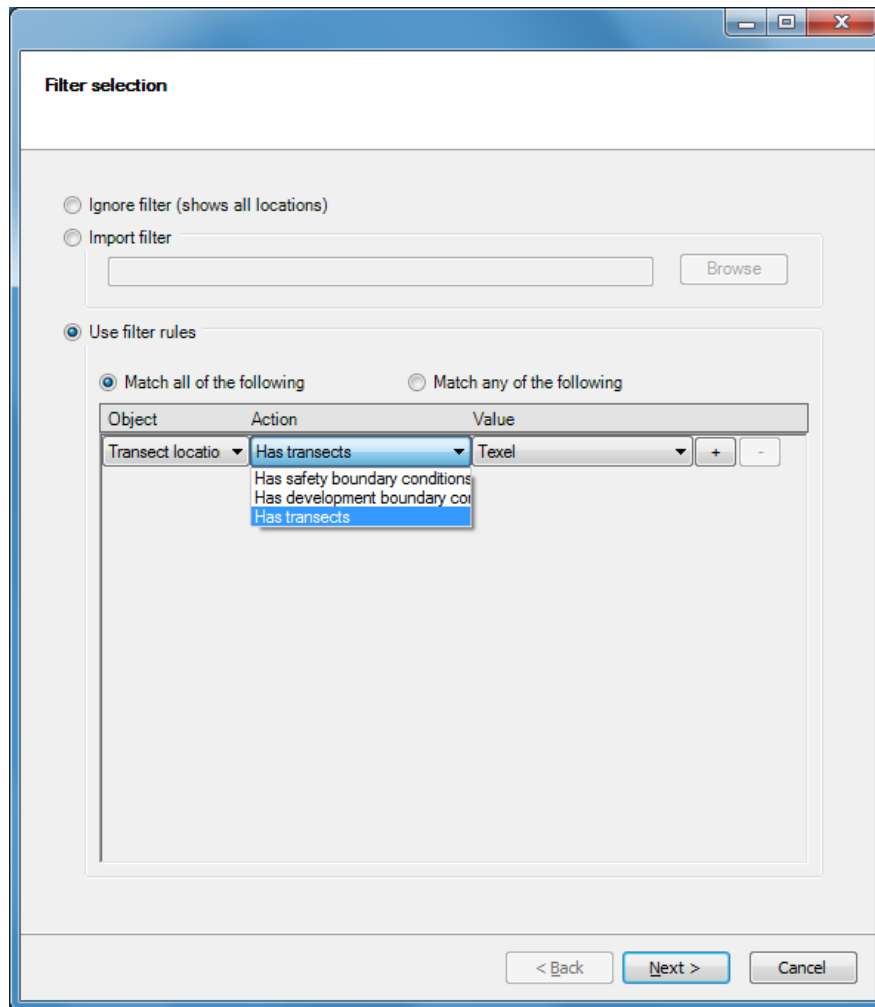 Filter selection
Ignore filter (shows all locations)
Import filter
Browse
Use filter rules
Match all of the following Match any of the following
Object Action Value
Transect locatio Has transects Texel + -
Has safety boundary conditions
Has development boundary co
Has transects
< Back Next > Cancel